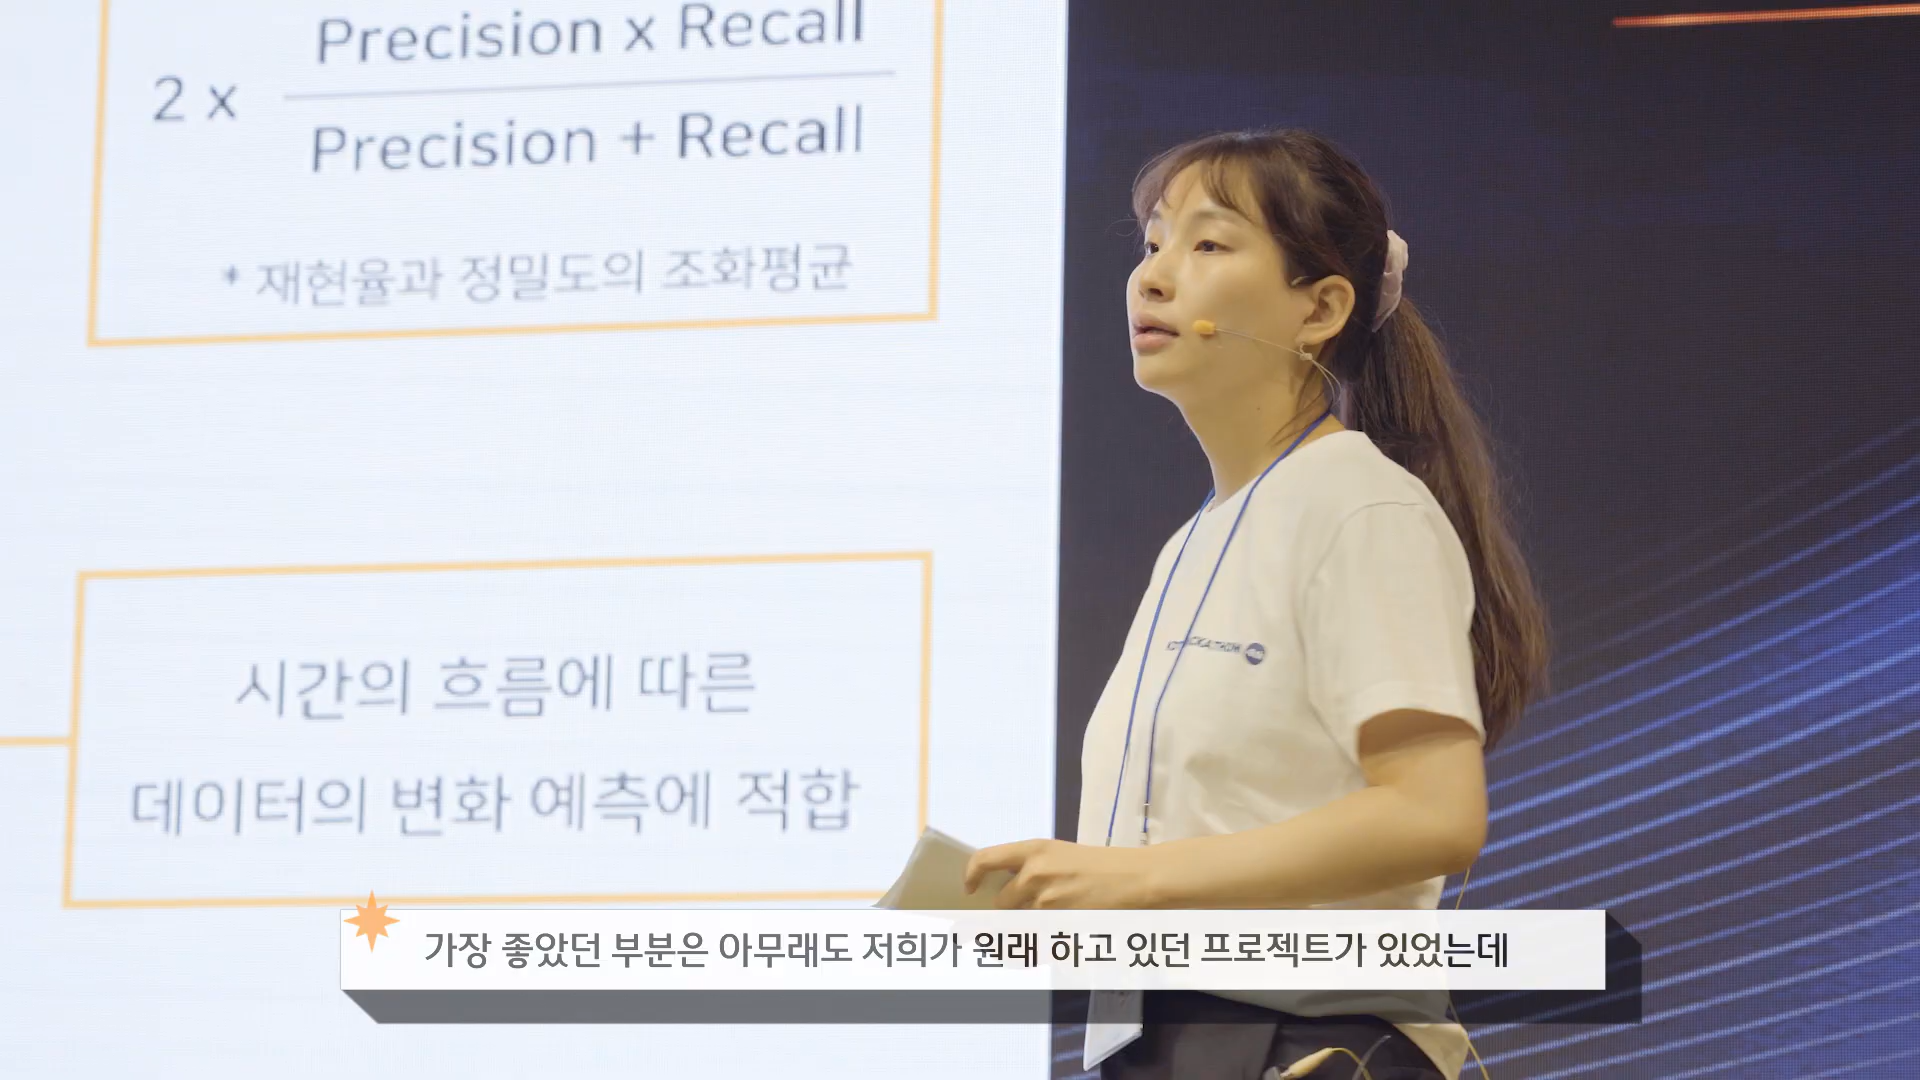 Precision x Recall
2 x
Precision + Recall
* 재현율과 정밀도의 조화평균
시간의 흐름에 따른
데이터의 변화 예측에 적합
가장 좋았던 부분은 아무래도 저희가 원래 하고 있던 프로젝트가 있었는데